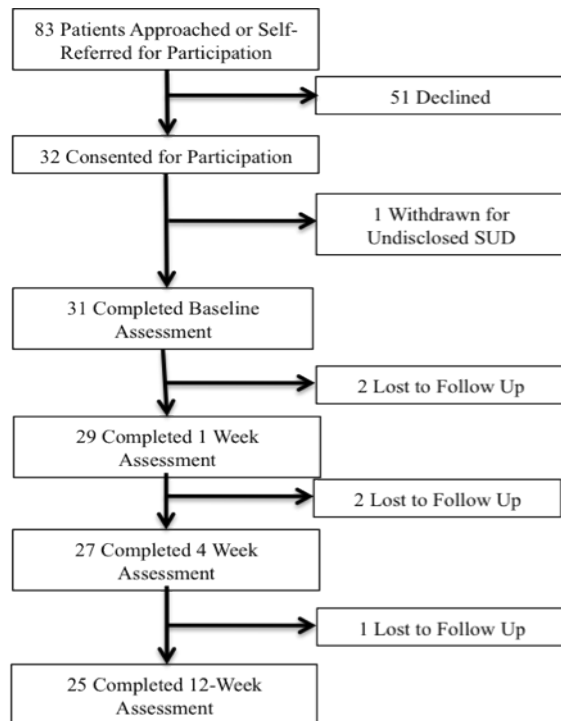 83 Patients Approached or Self-
Referred for Participation
51 Declined
32 Consented for Participation
1 Withdrawn for
Undisclosed SUD
31 Completed Baseline
Assessment
2 Lost to Follow Up
29 Completed 1 Week
Assessment
2 Lost to Follow Up
27 Completed 4 Week
Assessment
1 Lost to Follow Up
25 Completed 12-Week
Assessment